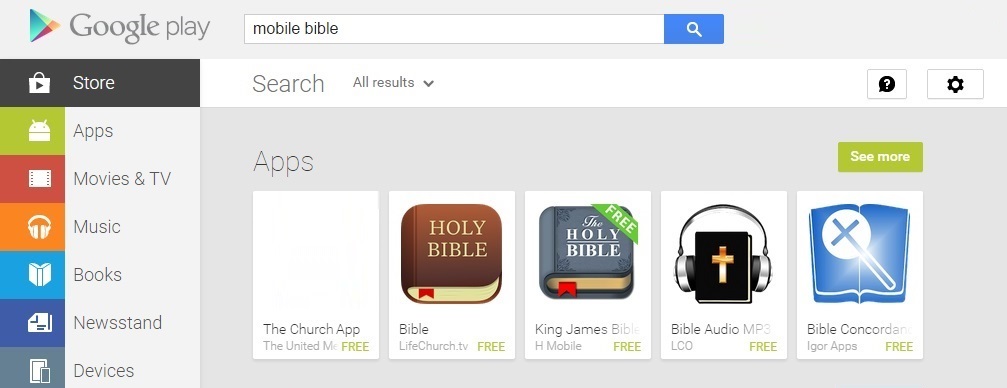 Google play
mobile bible
Store
Search
All results
Apps
Movies & TV
Music
Books
Newsstand
Devices
Apps
See more
The Church App
The United Me
FREE
HOLY
BIBLE
Bible
LifeChurch.tv
FREE
The
HOLY
BIBLE
FREE
King James Bible
H Mobile
FREE
Bible Audio MP3
LCO
FREE
Bible Concordan
Igor Apps
FREE